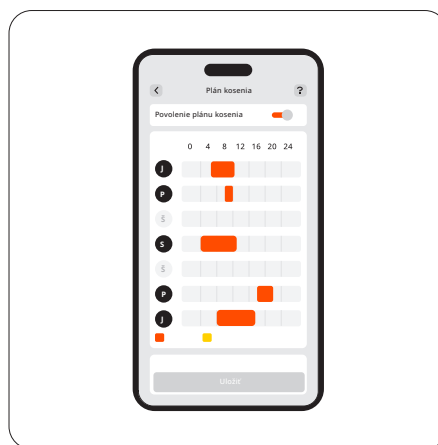 Plán kosenia ?
Povolenie plánu kosenia
0 4 8 12 16 20 24
J
P
S
S
S
P
J
Uložiť